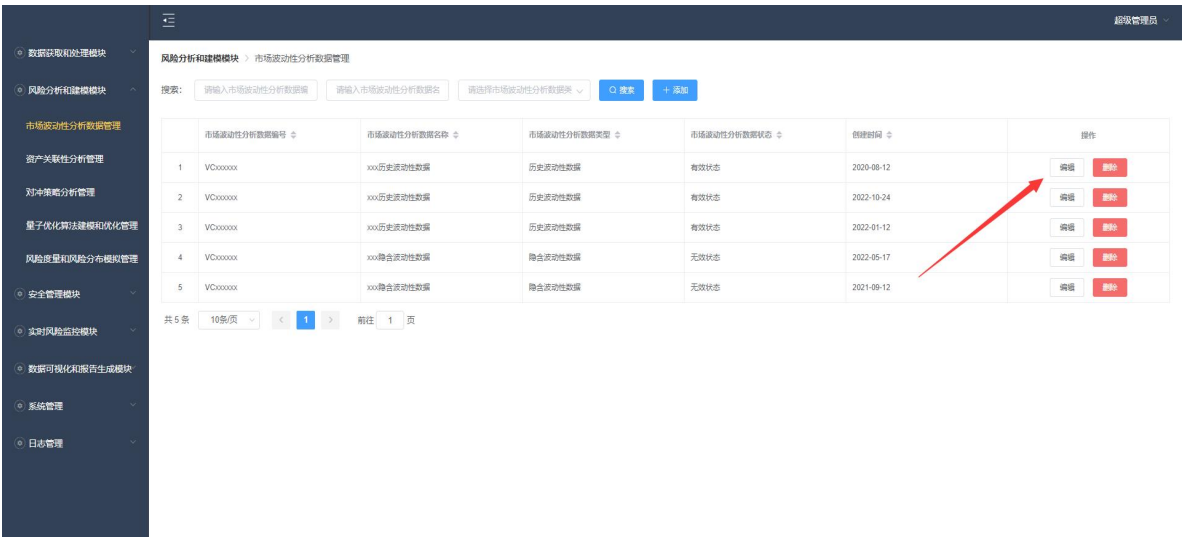 超级管理员
数据获取和处理模块
风险分析和建模模块
市场波动性分析数据管理
资产关联性分析管理
对冲策略分析管理
量子优化算法建模和优化管理
风险度量和风险分布模拟管理
安全管理模块
实时风险监控模块
数据可视化和报告生成模块
系统管理
日志管理
风险分析和建模模块 > 市场波动性分析数据管理
搜索: 请输入市场波动性分析数据编 请输入市场波动性分析数据名 请选择市场波动性分析数据类 搜索 + 添加
市场波动性分析数据编号 市场波动性分析数据名称 市场波动性分析数据类型 市场波动性分析数据状态 创建时间 操作
1 VCxxxxxx xxx历史波动性数据 历史波动性数据 有效状态 2020-08-12 编辑 删除
2 VCxxxxxx xxx历史波动性数据 历史波动性数据 有效状态 2022-10-24 编辑 删除
3 VCxxxxxx xxx历史波动性数据 历史波动性数据 有效状态 2022-01-12 编辑 删除
4 VCxxxxxx xxx隐含波动性数据 隐含波动性数据 无效状态 2022-05-17 编辑 删除
5 VCxxxxxx xxx隐含波动性数据 隐含波动性数据 无效状态 2021-09-12 编辑 删除
共 5 条 10条/页 < 1 > 前往 1 页